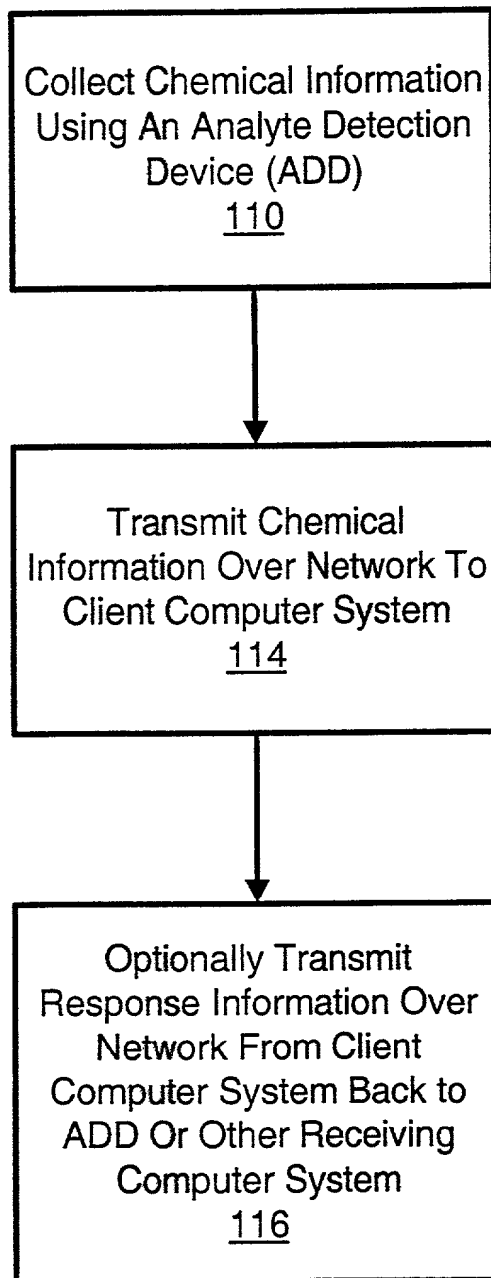 Collect Chemical Information
Using An Analyte Detection
Device (ADD)
110
Transmit Chemical
Information Over Network To
Client Computer System
114
Optionally Transmit
Response Information Over
Network From Client
Computer System Back to
ADD Or Other Receiving
Computer System
116